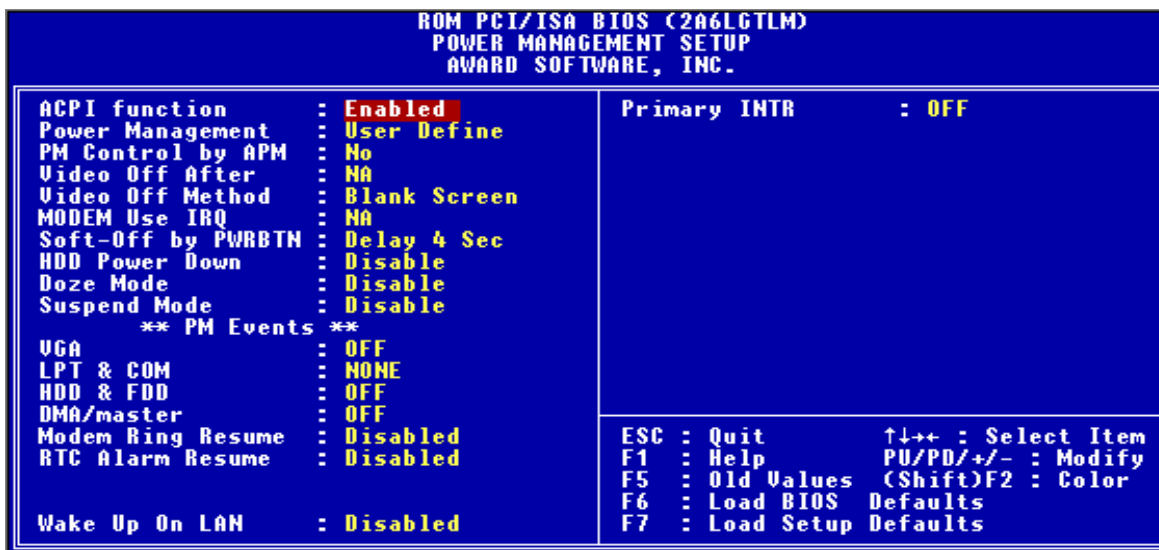 ROM PCI/ISA BIOS (2A6LGTLM)
POWER MANAGEMENT SETUP
AWARD SOFTWARE, INC.
ACPI function : Enabled
Power Management : User Define
PM Control by APM : No
Video Off After : NA
Video Off Method : Blank Screen
MODEM Use IRQ : NA
Soft-Off by PWRBTN : Delay 4 Sec
HDD Power Down : Disable
Doze Mode : Disable
Suspend Mode : Disable
** PM Events **
VGA : OFF
LPT & COM : NONE
HDD & FDD : OFF
DMA/master : OFF
Modem Ring Resume : Disabled
RTC Alarm Resume : Disabled
Wake Up On LAN : Disabled
Primary INTR : OFF
ESC : Quit ↑↓→← : Select Item
F1 : Help PU/PD/+/- : Modify
F5 : Old Values (Shift)F2 : Color
F6 : Load BIOS Defaults
F7 : Load Setup Defaults